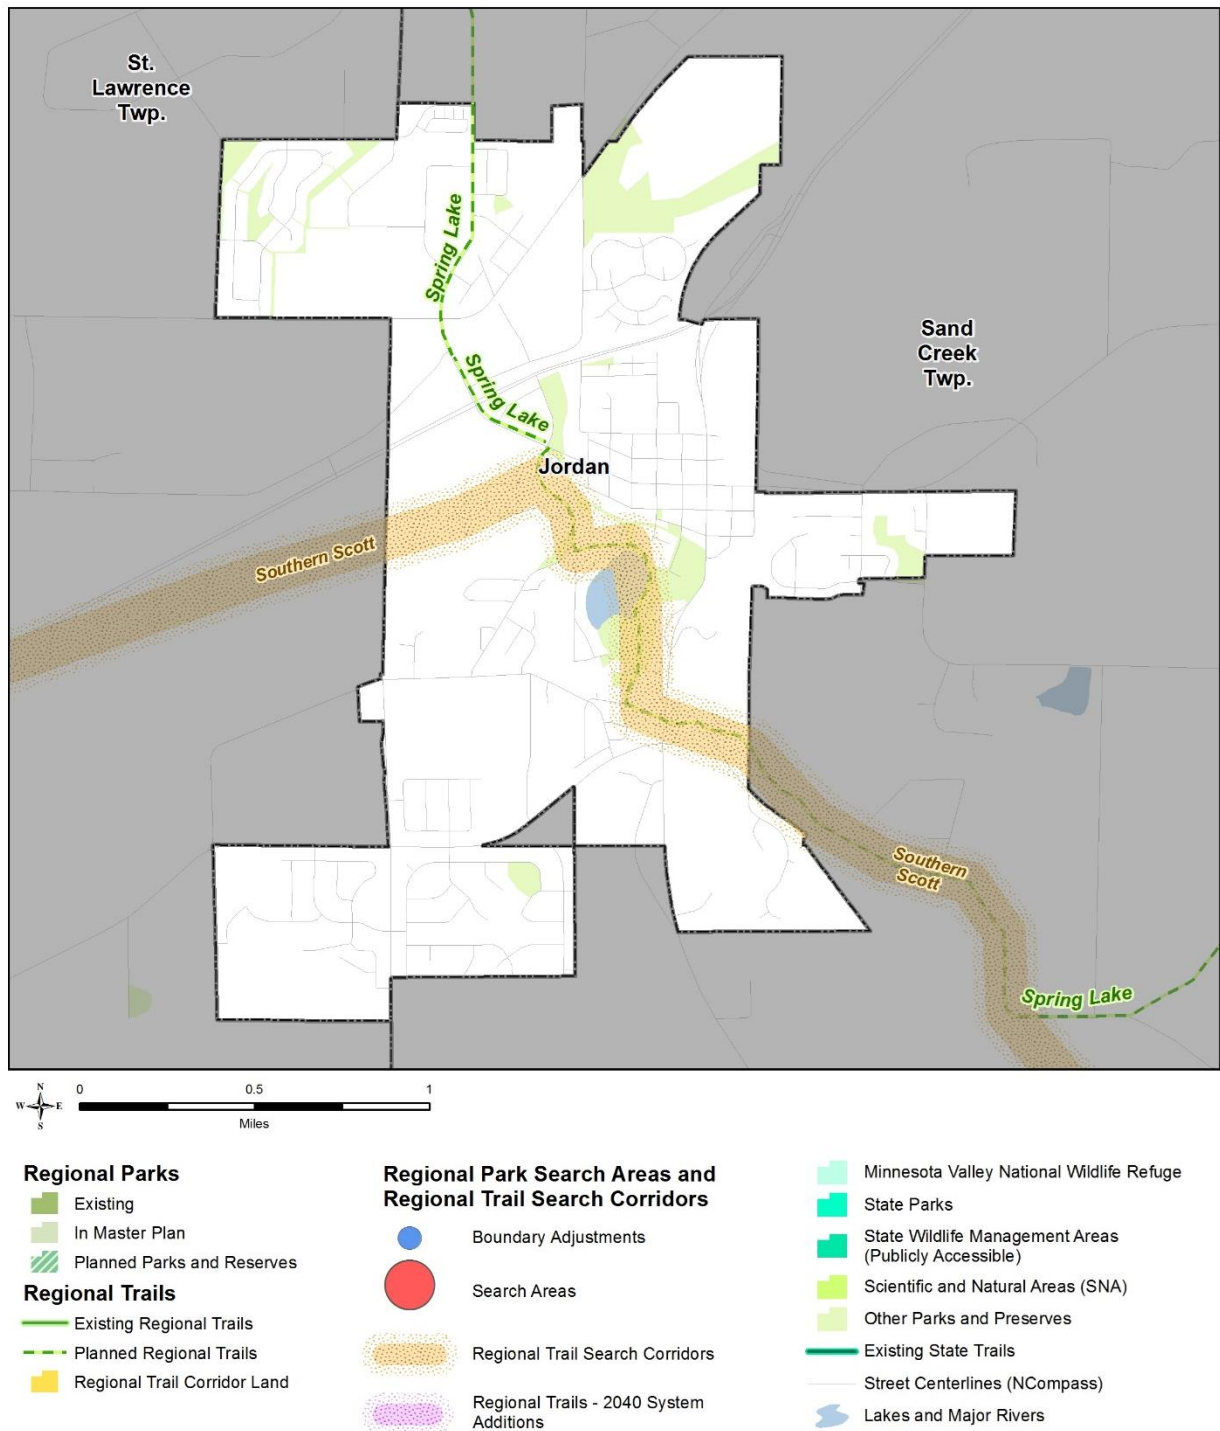 St.
Lawrence
Twp.
Spring Lake
Sand
Creek
Twp.
Spring Lake
Jordan
Southern Scott
Southern
Scott
Spring Lake
N
W E
S
0 0.5 1
Miles
Regional Parks
Existing
In Master Plan
Planned Parks and Reserves
Regional Trails
Existing Regional Trails
Planned Regional Trails
Regional Trail Corridor Land
Regional Park Search Areas and
Regional Trail Search Corridors
Boundary Adjustments
Search Areas
Regional Trail Search Corridors
Regional Trails - 2040 System
Additions
Minnesota Valley National Wildlife Refuge
State Parks
State Wildlife Management Areas
(Publicly Accessible)
Scientific and Natural Areas (SNA)
Other Parks and Preserves
Existing State Trails
Street Centerlines (NCompass)
Lakes and Major Rivers